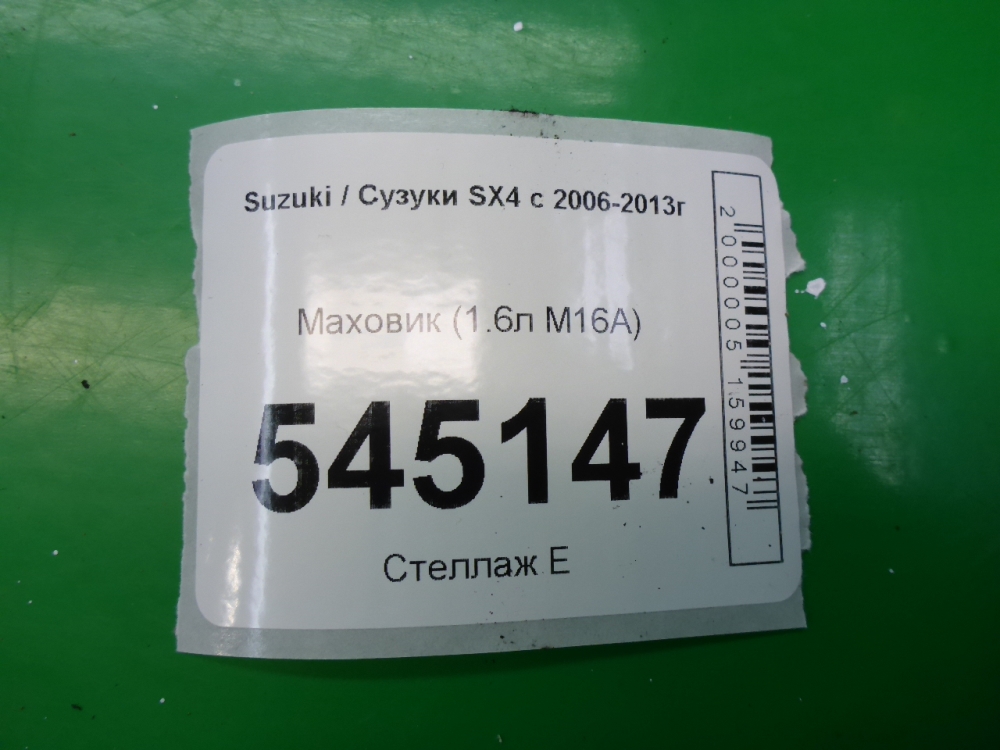 Suzuki / Сузуки SX4 с 2006-2013г
Маховик (1.6л M16A)
545147
Стеллаж Е
2000005159947